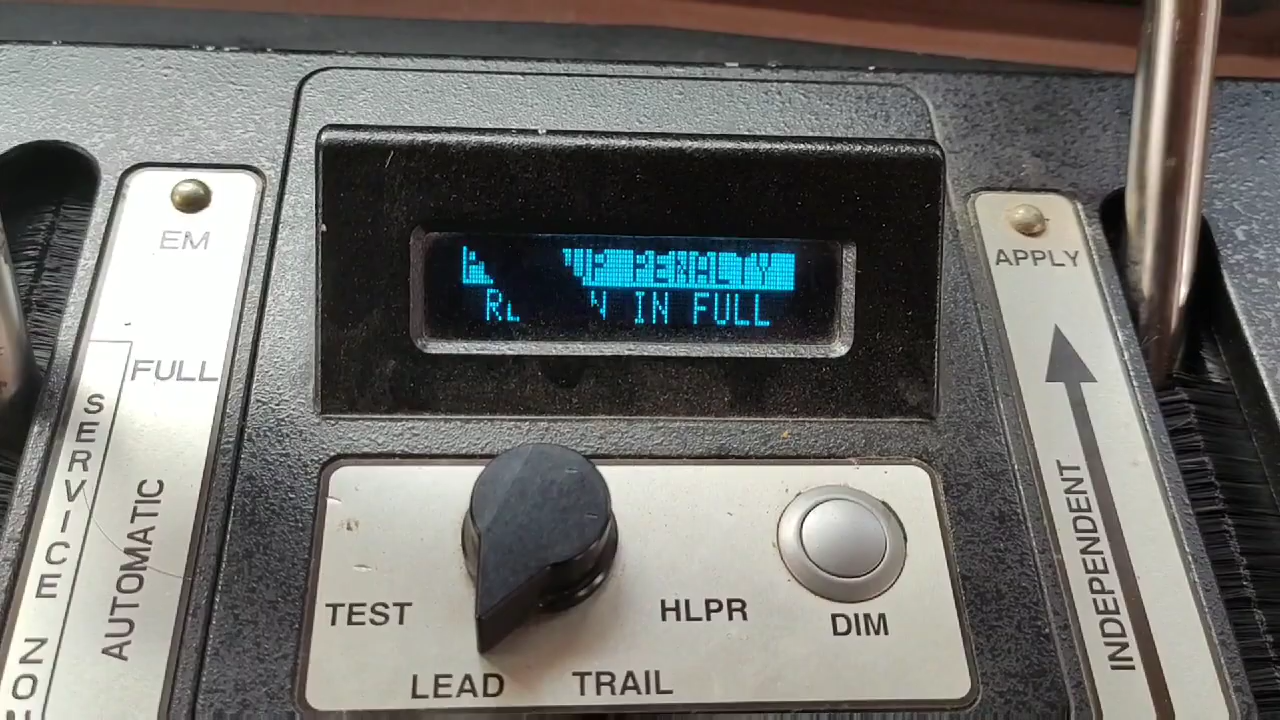 EM
FULL
SERVICE
AUTOMATIC
PENALTY
IN FULL
TEST
LEAD
TRAIL
HLPR
DIM
APPLY
INDEPENDENT